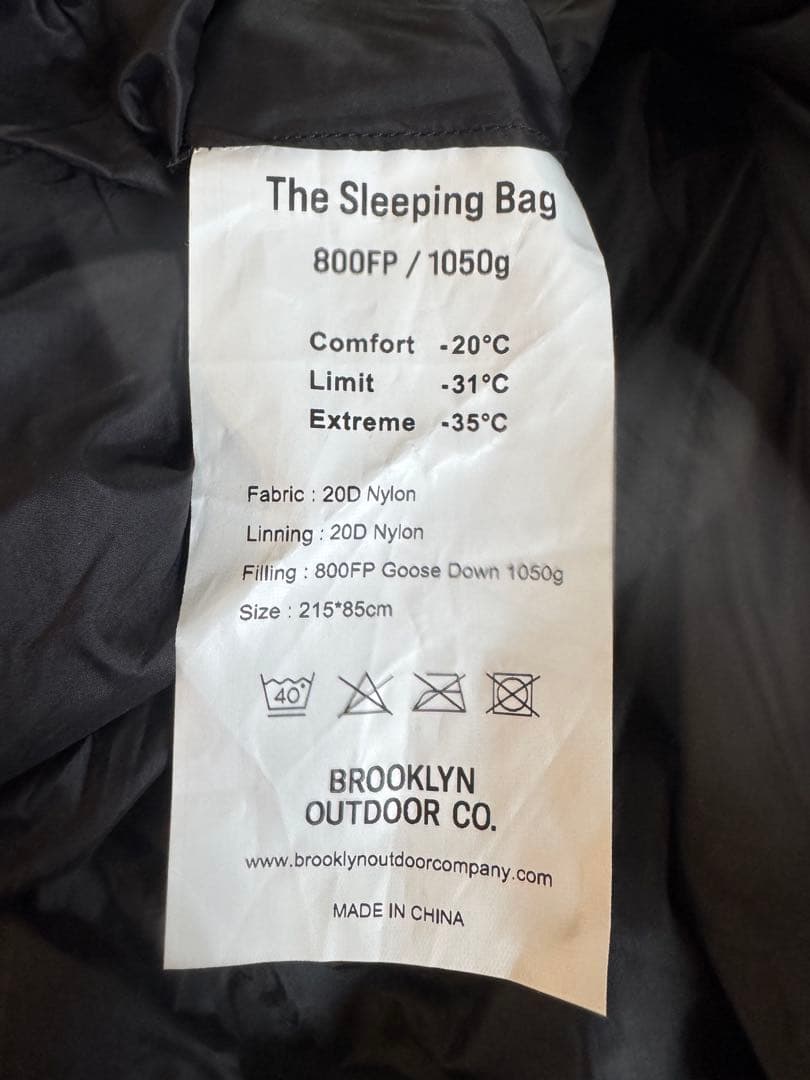 The Sleeping Bag
800FP / 1050g
Comfort -20°C
Limit -31°C
Extreme -35°C
Fabric : 20D Nylon
Linning : 20D Nylon
Filling : 800FP Goose Down 1050g
Size : 215*85cm
40°
BROOKLYN
OUTDOOR CO.
www.brooklynoutdoorcompany.com
MADE IN CHINA